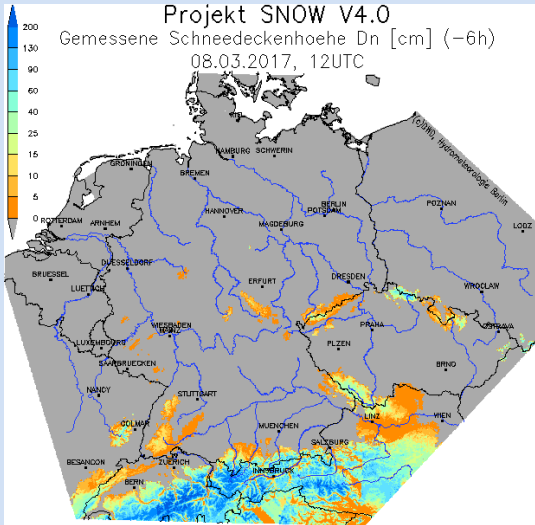 Projekt SNOW V4.0
Gemessene Schneedeckenhoehe Dn [cm] (-6h)
08.03.2017, 12UTC
200
130
60
40
25
15
10
5
0
(c)DWD, Hydrometeorologie Berlin
KIEL
HAMBURG
SCHWERIN
GRONINGEN
BREMEN
BERLIN
POTSDAM
POZNAN
HANNOVER
MAGDEBURG
LODZ
ROTTERDAM
ARNHEM
DUESSELDORF
BRUESSEL
LUETTICH
ERFURT
DRESDEN
WROCLAW
WIESBADEN
MAINZ
PRAHA
OSTRAVA
LUXEMBOURG
PLZEN
SAARBRUECKEN
BRNO
NANCY
STUTTGART
COLMAR
LINZ
WIEN
MUENCHEN
SALZBURG
BESANCON
ZUERICH
INNSBRUCK
BERN